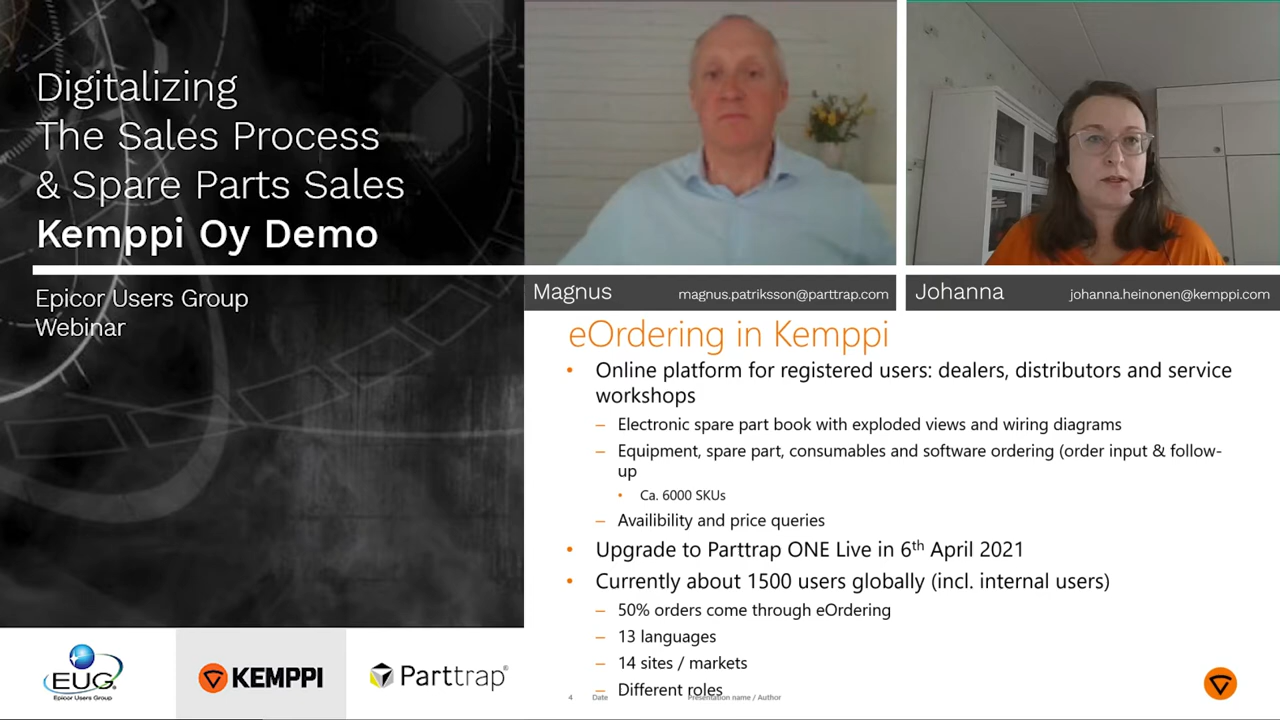 Digitalizing
The Sales Process
& Spare Parts Sales
Kemppi Oy Demo
Epicor Users Group
Webinar
Magnus
magnus.patriksson@parttrap.com
Johanna
johanna.heinonen@kemppi.com
eOrdering in Kemppi
• Online platform for registered users: dealers, distributors and service
workshops
– Electronic spare part book with exploded views and wiring diagrams
– Equipment, spare part, consumables and software ordering (order input & follow-
up
• Ca. 6000 SKUs
– Availibility and price queries
• Upgrade to Parttrap ONE Live in 6th April 2021
• Currently about 1500 users globally (incl. internal users)
– 50% orders come through eOrdering
– 13 languages
– 14 sites / markets
– Different roles
4 Date Presentation name / Author
EUG
Epicor Users Group
KEMPPI
Parttrap®